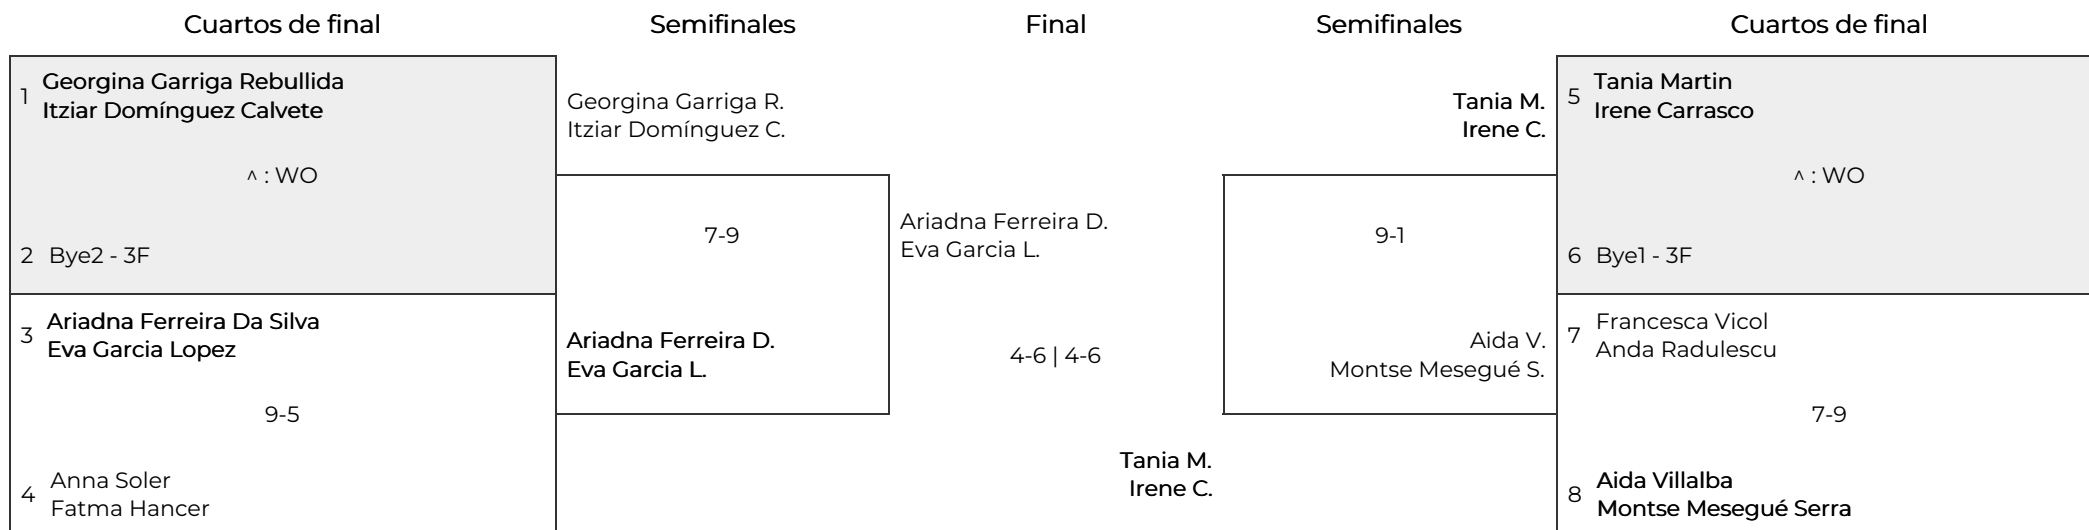 Cuartos de final
Semifinales
Final
Semifinales
Cuartos de final
1
Georgina Garriga Rebullida
Itziar Domínguez Calvete
^ : WO
2 Bye2 - 3F
3
Ariadna Ferreira Da Silva
Eva Garcia Lopez
9-5
4
Anna Soler
Fatma Hancer
Georgina Garriga R.
Itziar Domínguez C.
7-9
Ariadna Ferreira D.
Eva Garcia L.
Ariadna Ferreira D.
Eva Garcia L.
4-6 | 4-6
Tania M.
Irene C.
Tania M.
Irene C.
9-1
Aida V.
Montse Mesegué S.
5
Tania Martin
Irene Carrasco
^ : WO
6 Bye1 - 3F
7
Francesca Vicol
Anda Radulescu
7-9
8
Aida Villalba
Montse Mesegué Serra